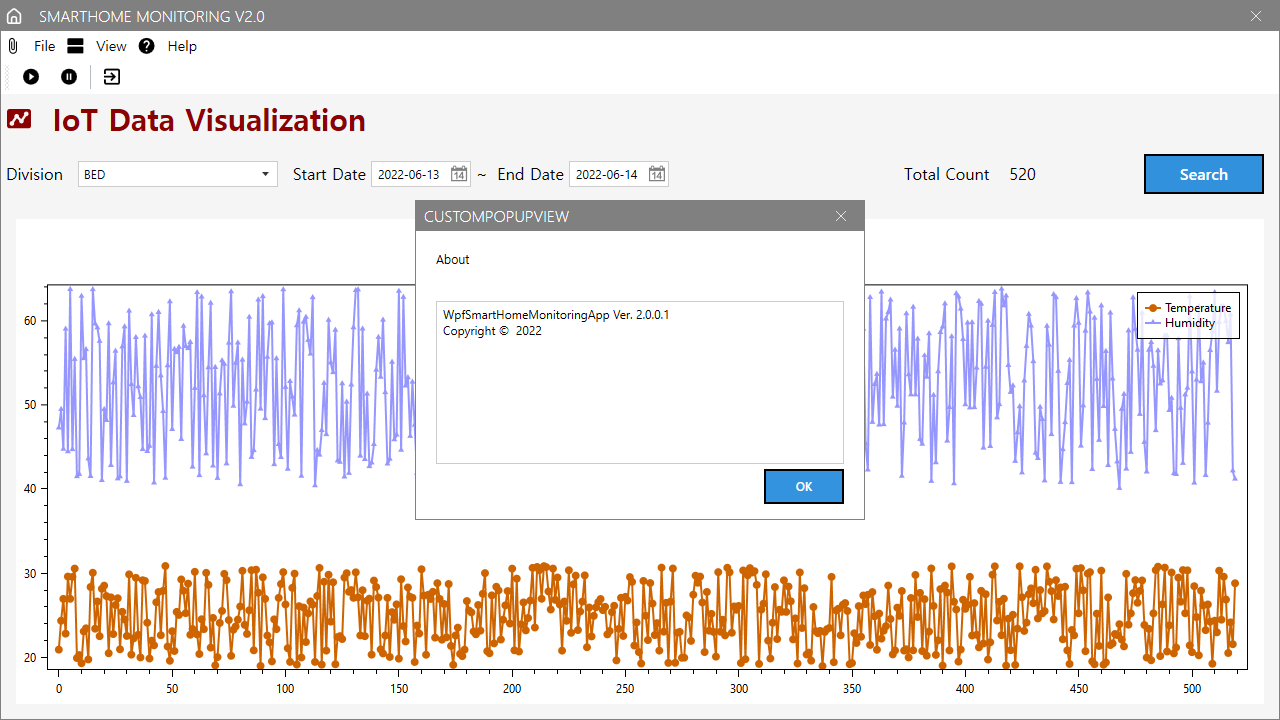 SMARTHOME MONITORING V2.0
File View Help
IoT Data Visualization
Division BED Start Date 2022-06-13 14 ~ End Date 2022-06-14 14 Total Count 520 Search
CUSTOMPOPUPVIEW
About
WpfSmartHomeMonitoringApp Ver. 2.0.0.1
Copyright © 2022
OK
Temperature
Humidity
60
50
40
30
20
0 50 100 150 200 250 300 350 400 450 500